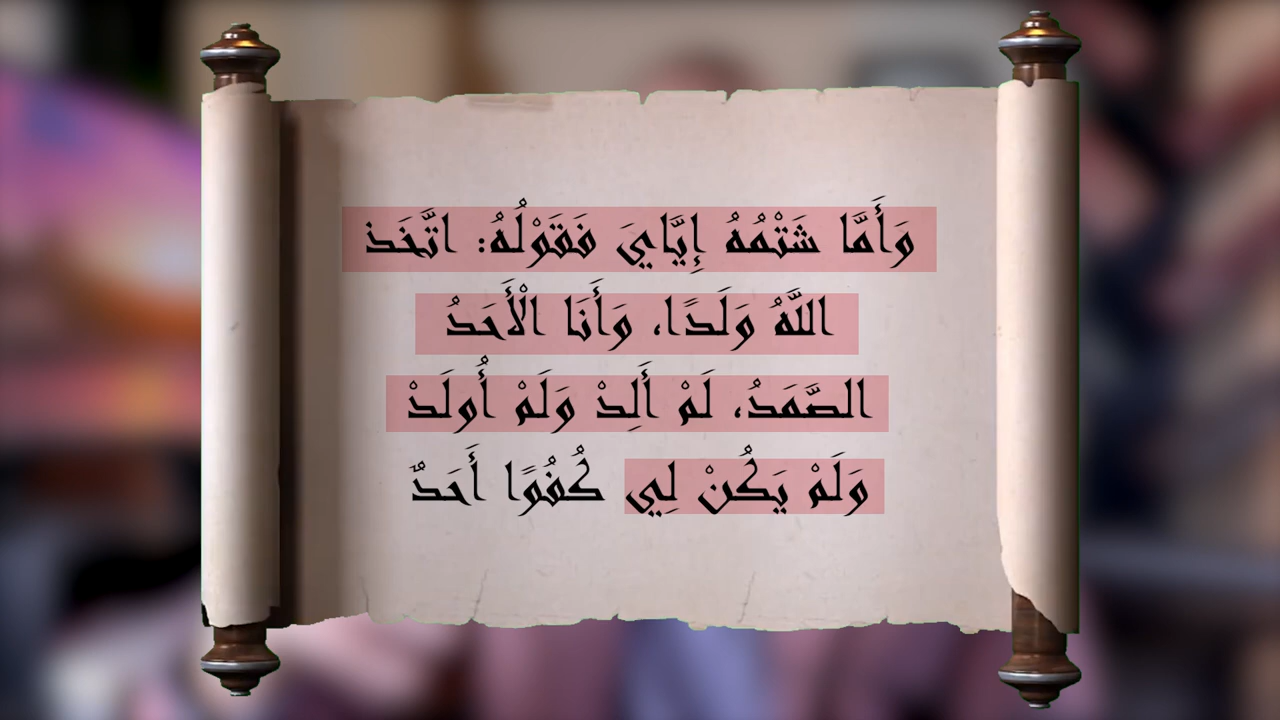 وَأَمَّا شَتْمُهُ إِيَّايَ فَقَوْلُهُ: اتَّخَذ
اللَّهُ وَلَدًا، وَأَنَا الْأَحَدُ
الصَّمَدُ، لَمْ أَلِدْ وَلَمْ أُولَدْ
وَلَمْ يَكُنْ لِي كُفُوًا أَحَدٌ